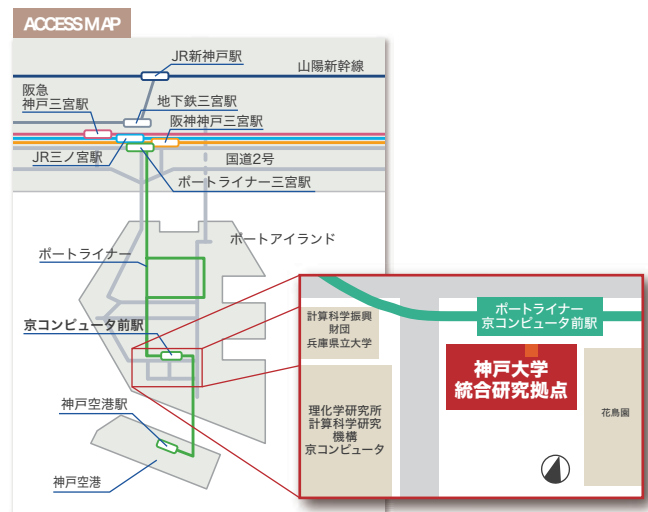 ACCESS MAP
JR新神戸駅
山陽新幹線
阪急
神戸三宮駅
地下鉄三宮駅
阪神神戸三宮駅
JR三ノ宮駅
国道2号
ポートライナー三宮駅
ポートアイランド
ポートライナー
京コンピュータ前駅
神戸空港駅
神戸空港
計算科学振興
財団
兵庫県立大学
ポートライナー
京コンピュータ前駅
神戸大学
統合研究拠点
理化学研究所
計算科学研究
機構
京コンピュータ
花鳥園